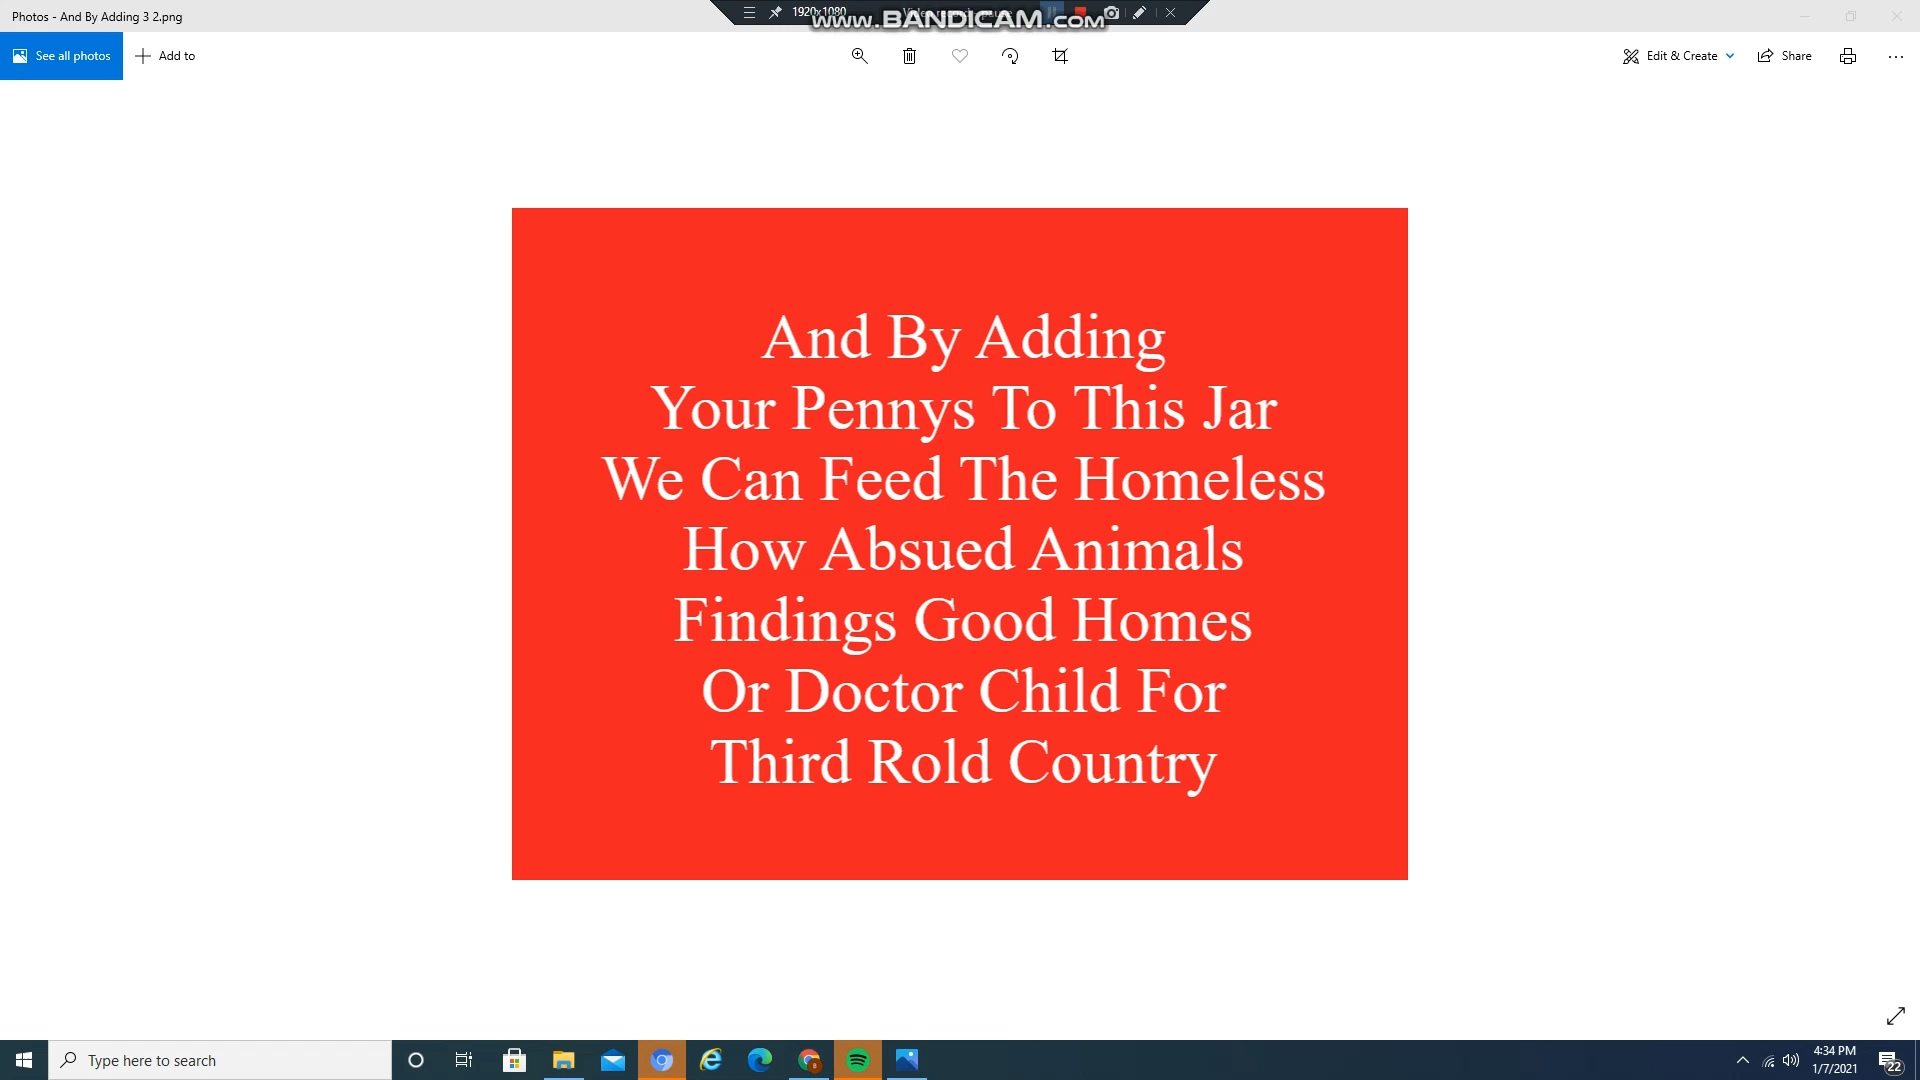 Photos - And By Adding 3 2.png
1920x1080
www.BANDICAM.com
See all photos
Add to
Edit & Create
Share
And By Adding
Your Pennys To This Jar
We Can Feed The Homeless
How Absued Animals
Findings Good Homes
Or Doctor Child For
Third Rold Country
Type here to search
4:34 PM
1/7/2021
22